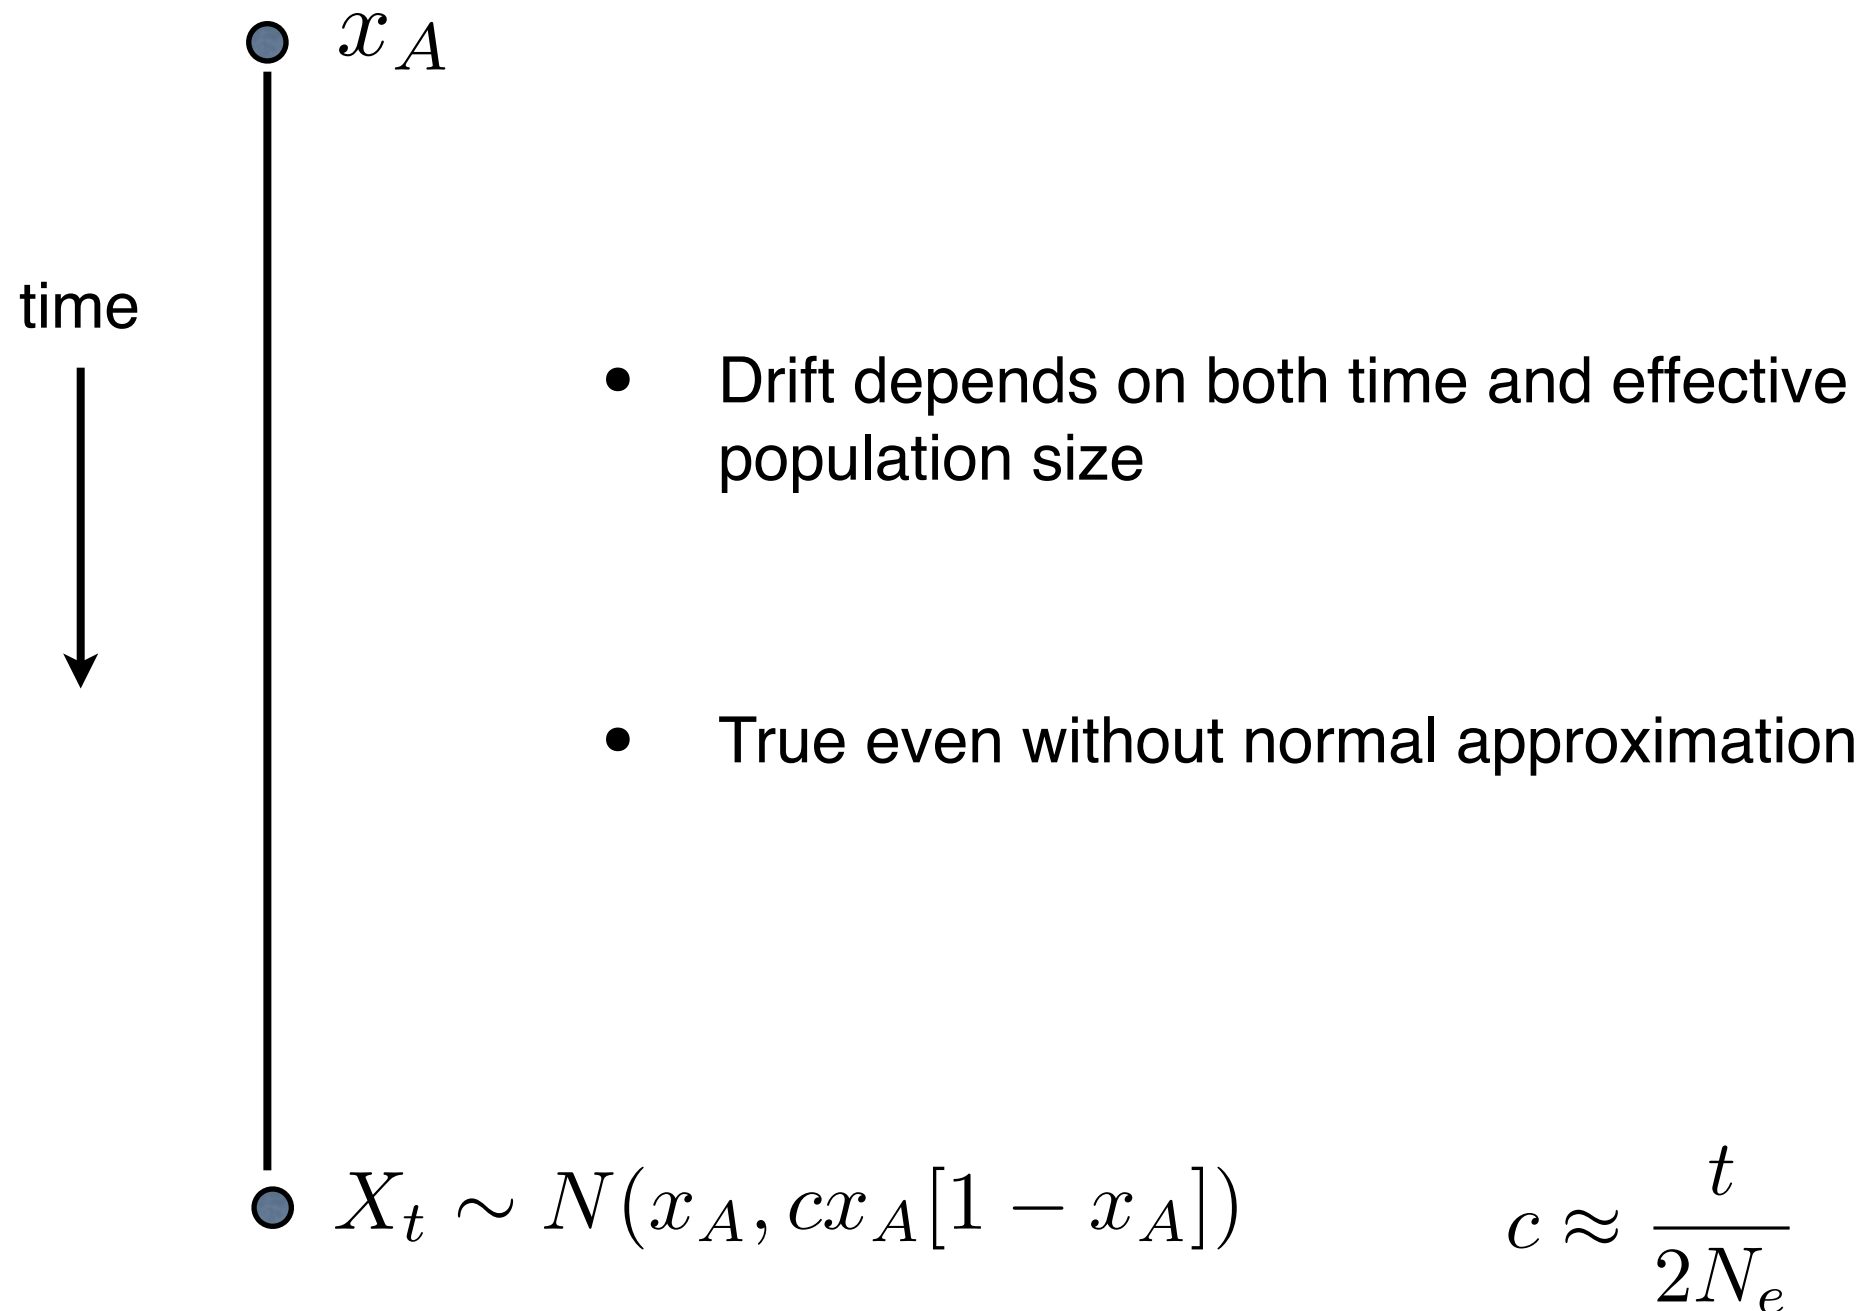 x_A
time
• Drift depends on both time and effective
population size
• True even without normal approximation
X_t ∼ N(x_A, cx_A[1 − x_A])
c ≈ t/2N_e